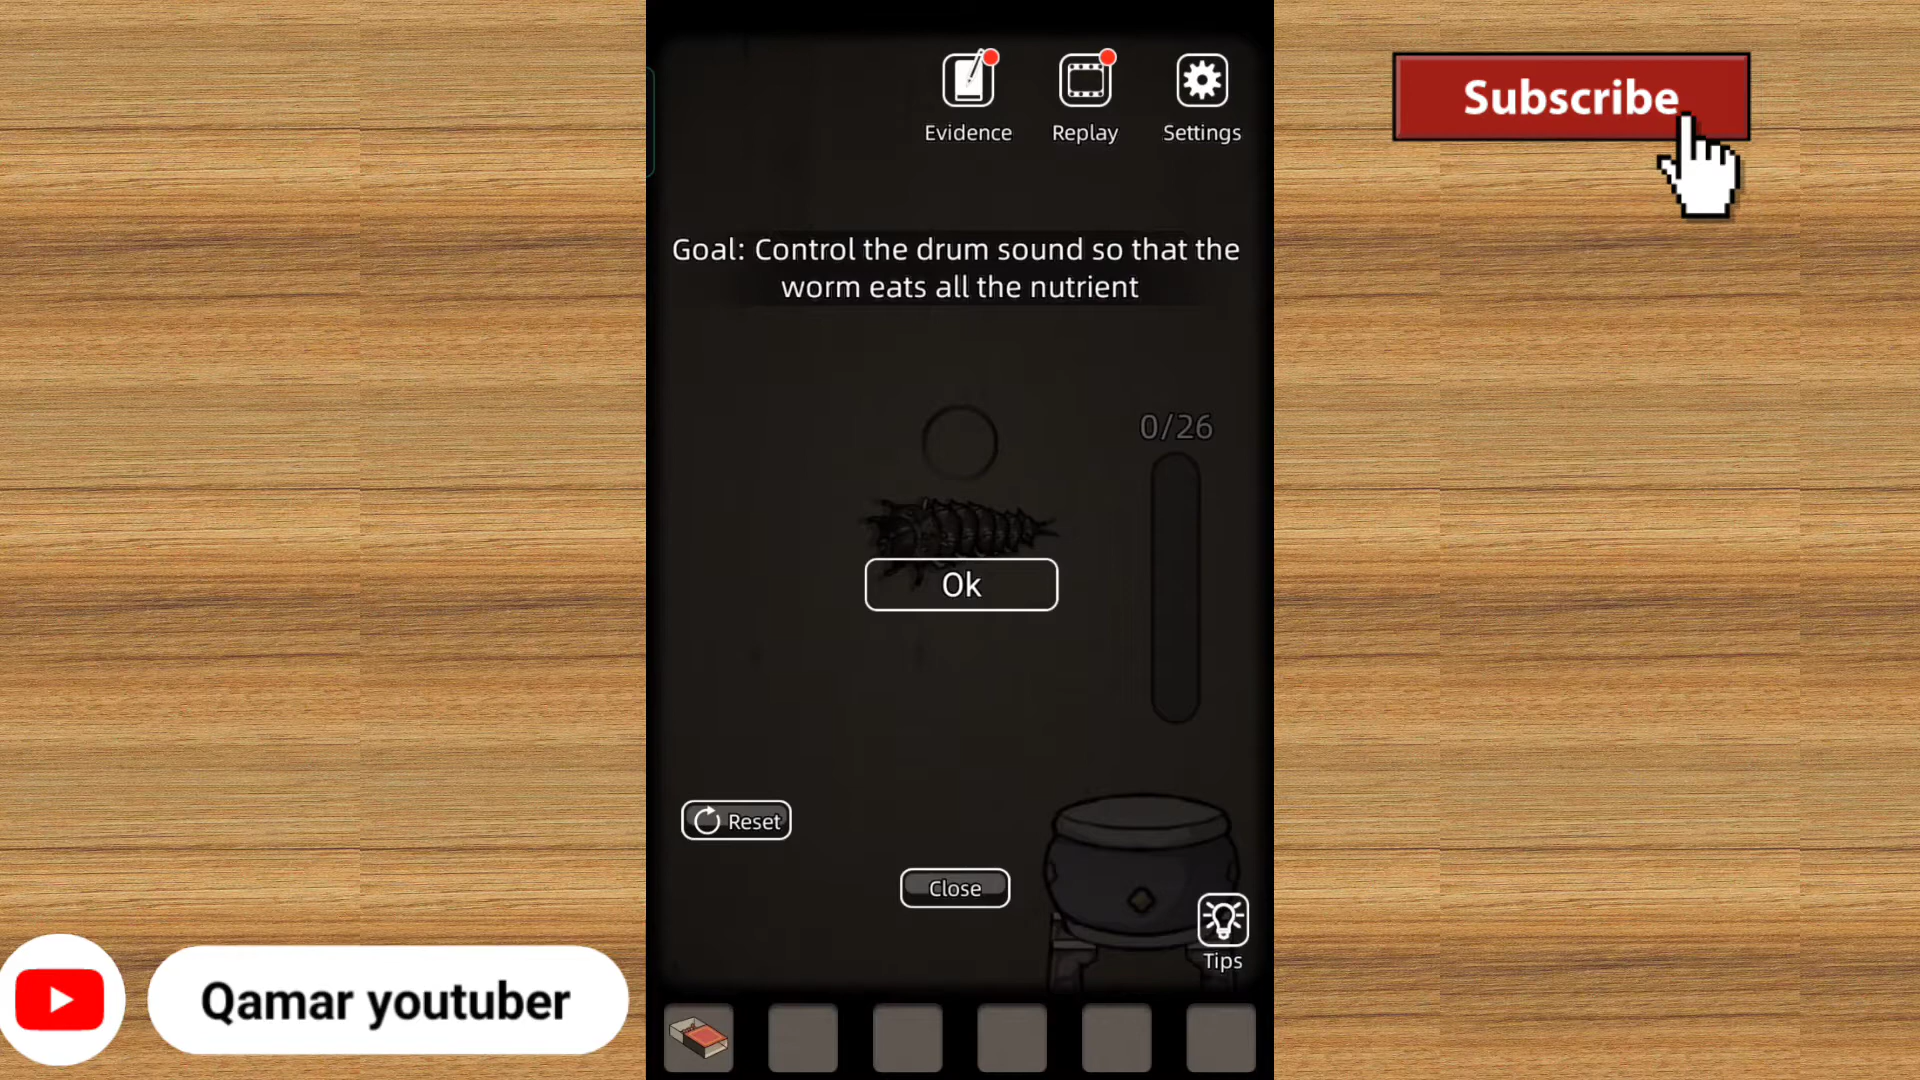 Evidence
Replay
Settings
Subscribe
Goal: Control the drum sound so that the
worm eats all the nutrient
0/26
Ok
Reset
Close
Tips
Qamar youtuber